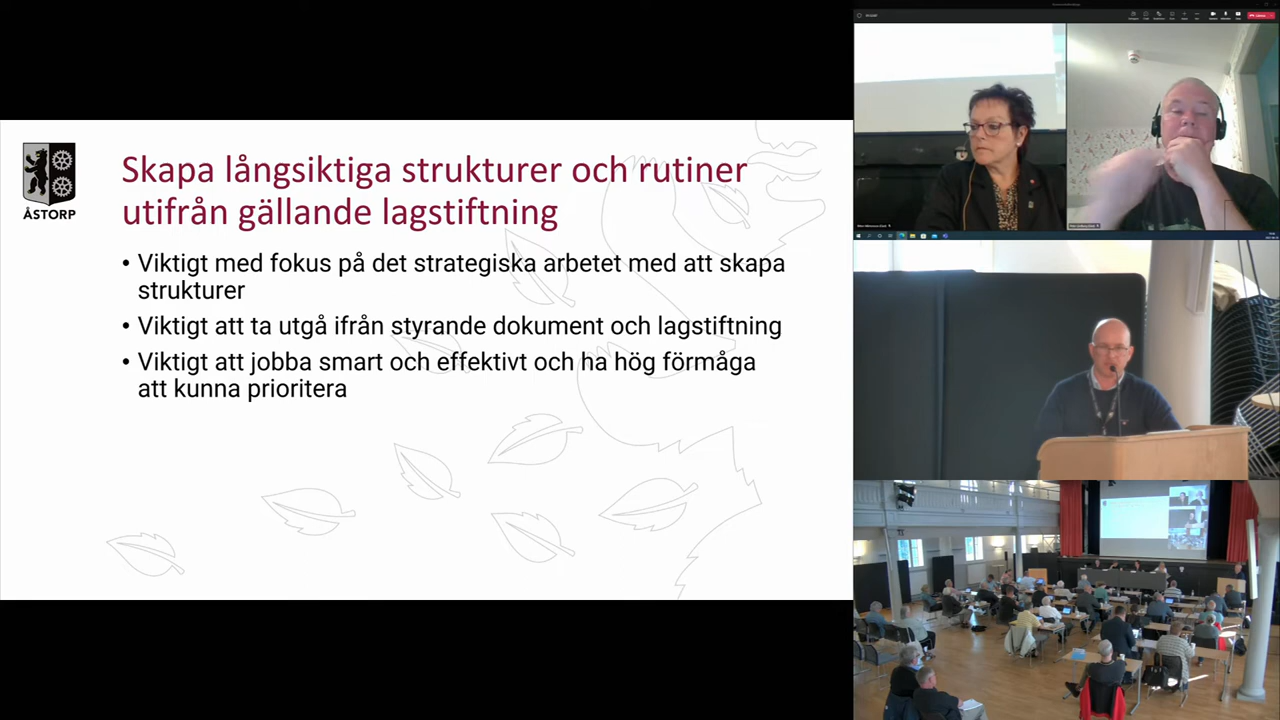 ÅSTORP
Skapa långsiktiga strukturer och rutiner
utifrån gällande lagstiftning
• Viktigt med fokus på det strategiska arbetet med att skapa
strukturer
• Viktigt att ta utgå ifrån styrande dokument och lagstiftning
• Viktigt att jobba smart och effektivt och ha hög förmåga
att kunna prioritera